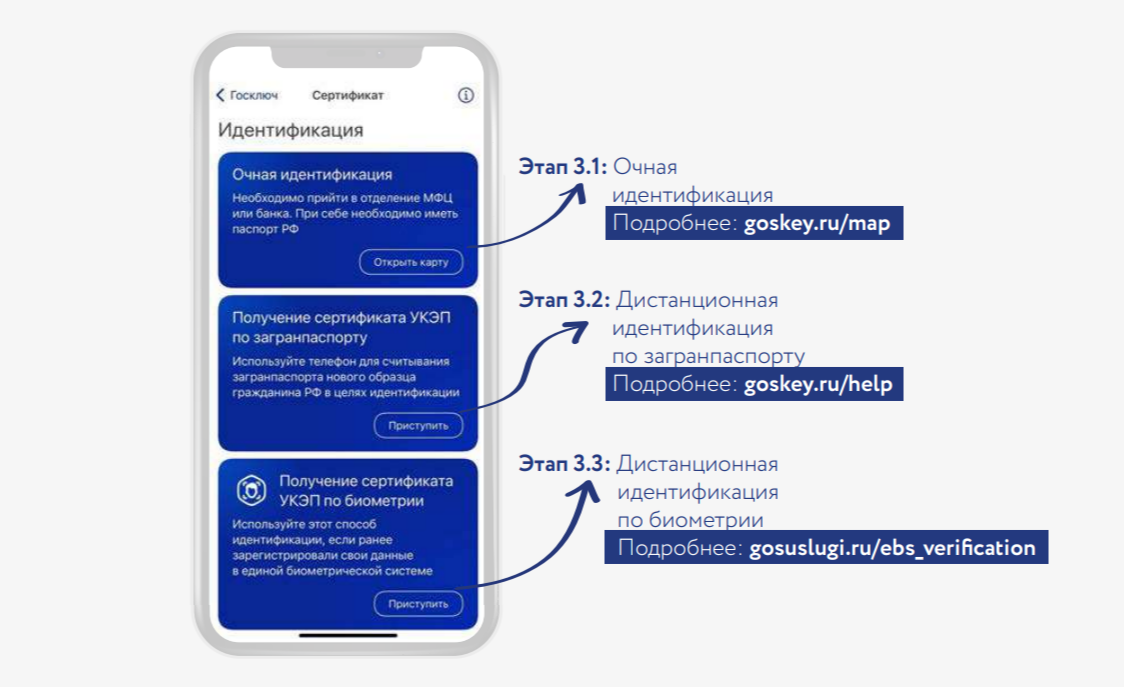 Госключ
Сертификат
Идентификация
Очная идентификация
Необходимо прийти в отделение МФЦ
или банка. При себе необходимо иметь
паспорт РФ
Открыть карту
Получение сертификата УКЭП
по загранпаспорту
Используйте телефон для считывания
загранпаспорта нового образца
гражданина РФ в целях идентификации
Приступить
Получение сертификата
УКЭП по биометрии
Используйте этот способ
идентификации, если ранее
зарегистрировали свои данные
в единой биометрической системе
Приступить
Этап 3.1: Очная
идентификация
Подробнее: goskey.ru/map
Этап 3.2: Дистанционная
идентификация
по загранпаспорту
Подробнее: goskey.ru/help
Этап 3.3: Дистанционная
идентификация
по биометрии
Подробнее: gosuslugi.ru/ebs_verification